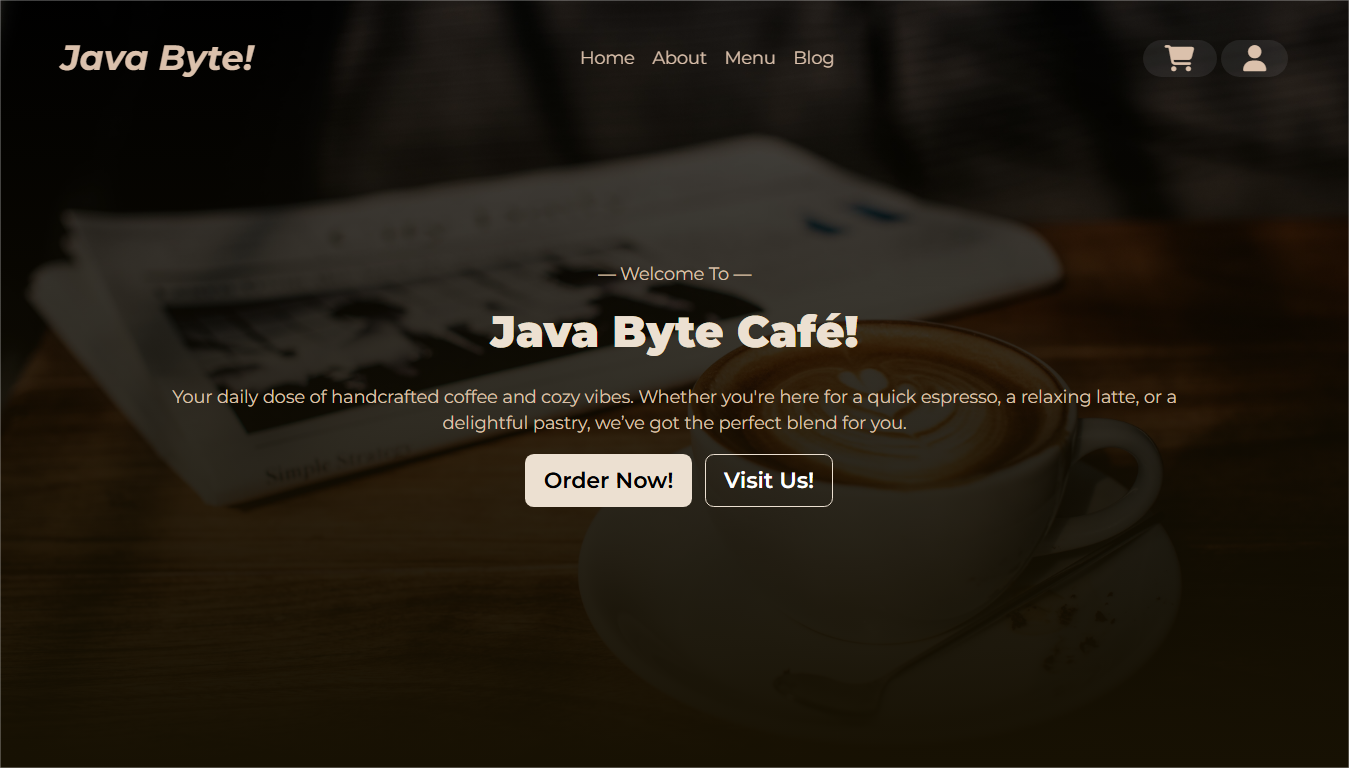 Java Byte!
Home About Menu Blog
— Welcome To —
Java Byte Café!
Your daily dose of handcrafted coffee and cozy vibes. Whether you're here for a quick espresso, a relaxing latte, or a
delightful pastry, we’ve got the perfect blend for you.
Order Now! Visit Us!
Simple Strategy